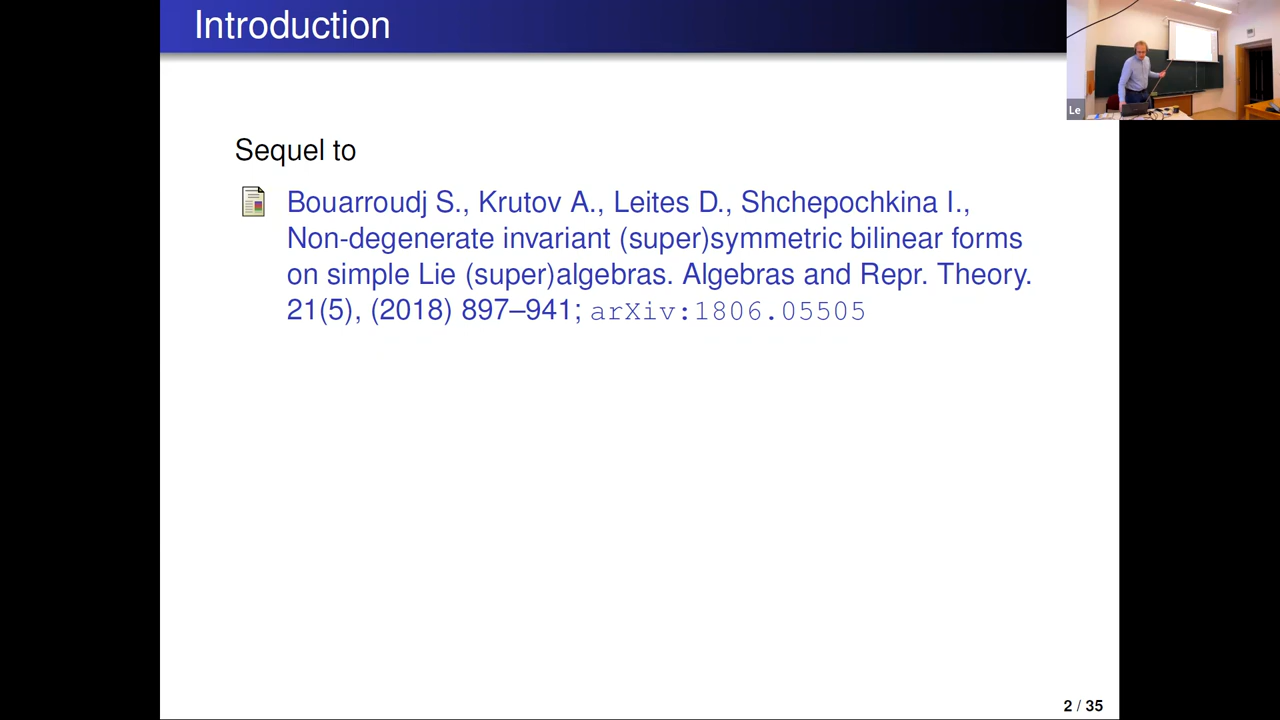 Introduction
Le
Sequel to
Bouarroudj S., Krutov A., Leites D., Shchepochkina I.,
Non-degenerate invariant (super)symmetric bilinear forms
on simple Lie (super)algebras. Algebras and Repr. Theory.
21(5), (2018) 897–941; arXiv:1806.05505
2 / 35